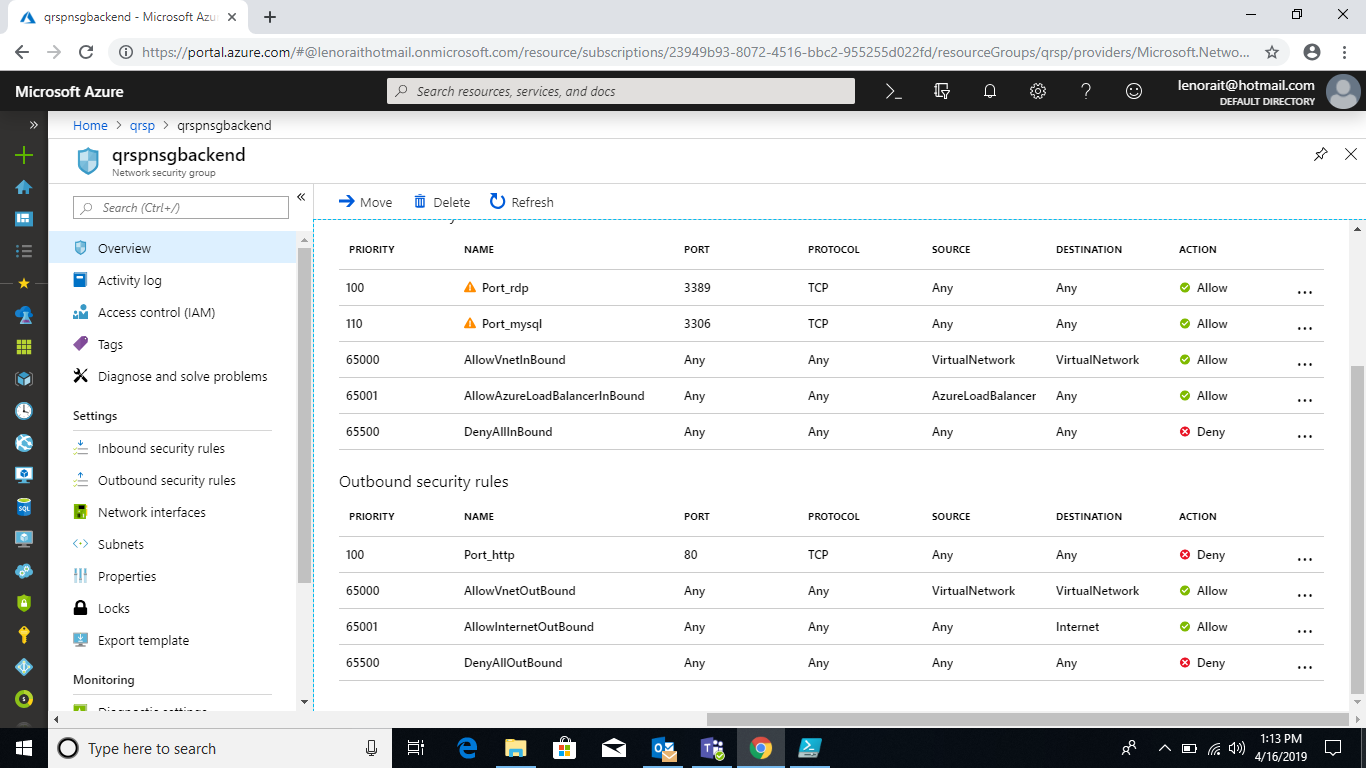 qrspnsgbackend - Microsoft Azu
https://portal.azure.com/#@lenoraithotmail.onmicrosoft.com/resource/subscriptions/23949b93-8072-4516-bbc2-955255d022fd/resourceGroups/qrsp/providers/Microsoft.Netwo...
Microsoft Azure
Search resources, services, and docs
lenorait@hotmail.com
DEFAULT DIRECTORY
Home > qrsp > qrspnsgbackend
qrspnsgbackend
Network security group
Search (Ctrl+/)
Overview
Activity log
Access control (IAM)
Tags
Diagnose and solve problems
Settings
Inbound security rules
Outbound security rules
Network interfaces
Subnets
Properties
Locks
Export template
Monitoring
Diagnostic settings
Move Delete Refresh
PRIORITY NAME PORT PROTOCOL SOURCE DESTINATION ACTION
100 Port_rdp 3389 TCP Any Any Allow ...
110 Port_mysql 3306 TCP Any Any Allow ...
65000 AllowVnetInBound Any Any VirtualNetwork VirtualNetwork Allow ...
65001 AllowAzureLoadBalancerInBound Any Any AzureLoadBalancer Any Allow ...
65500 DenyAllInBound Any Any Any Any Deny ...
Outbound security rules
PRIORITY NAME PORT PROTOCOL SOURCE DESTINATION ACTION
100 Port_http 80 TCP Any Any Deny ...
65000 AllowVnetOutBound Any Any VirtualNetwork VirtualNetwork Allow ...
65001 AllowInternetOutBound Any Any Any Internet Allow ...
65500 DenyAllOutBound Any Any Any Any Deny ...
Type here to search
1:13 PM
4/16/2019